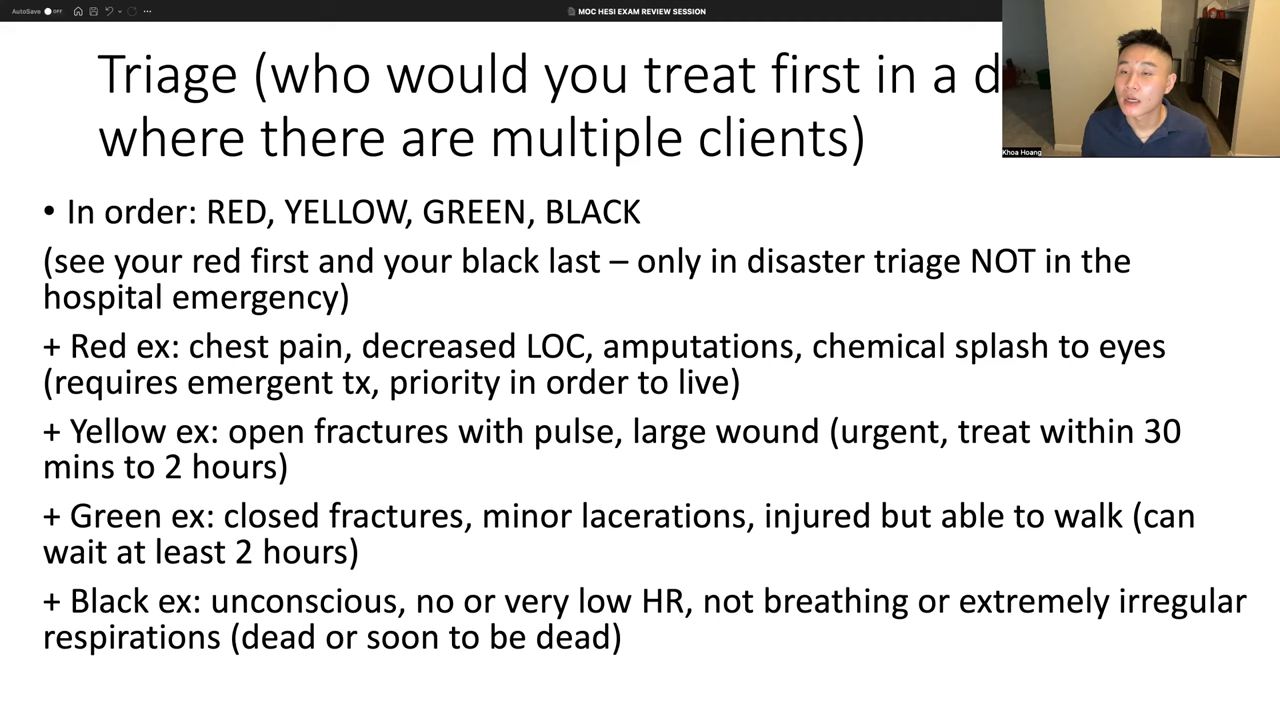 AutoSave OFF
MOC HESI EXAM REVIEW SESSION
Triage (who would you treat first in a d
where there are multiple clients)
Khoa Hoang
• In order: RED, YELLOW, GREEN, BLACK
(see your red first and your black last – only in disaster triage NOT in the
hospital emergency)
+ Red ex: chest pain, decreased LOC, amputations, chemical splash to eyes
(requires emergent tx, priority in order to live)
+ Yellow ex: open fractures with pulse, large wound (urgent, treat within 30
mins to 2 hours)
+ Green ex: closed fractures, minor lacerations, injured but able to walk (can
wait at least 2 hours)
+ Black ex: unconscious, no or very low HR, not breathing or extremely irregular
respirations (dead or soon to be dead)